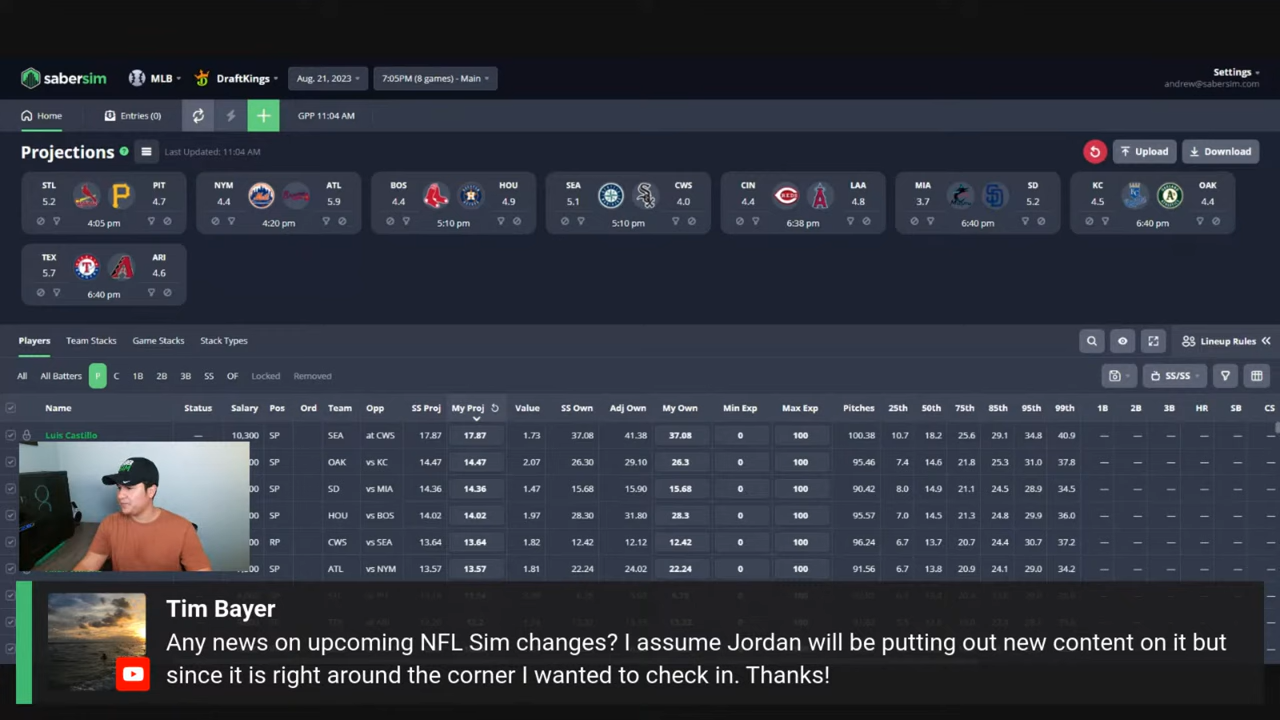 sabersim MLB DraftKings Aug. 21, 2023 7:05PM (8 games) - Main Settings
andrew@sabersim.com
Home Entries (0) + GPP 11:04 AM
Projections ? Last Updated: 11:04 AM Upload Download
STL PIT NYM ATL BOS HOU SEA CWS CIN LAA MIA SD KC OAK
5.2 4.7 4.4 5.9 4.4 4.9 5.1 4.0 4.4 4.8 3.7 5.2 4.5 4.4
4:05 pm 4:20 pm 5:10 pm 5:10 pm 6:38 pm 6:40 pm 6:40 pm
TEX ARI
5.7 4.6
6:40 pm
Players Team Stacks Game Stacks Stack Types Lineup Rules
All All Batters P C 1B 2B 3B SS OF Locked Removed SS/SS
Name Status Salary Pos Ord Team Opp SS Proj My Proj Value SS Own Adj Own My Own Min Exp Max Exp Pitches 25th 50th 75th 85th 95th 99th 1B 2B 3B HR SB CS
Luis Castillo — 10,300 SP SEA at CWS 17.87 17.87 1.73 37.08 41.38 37.08 0 100 100.38 10.7 18.2 25.6 29.1 34.8 40.9 — — — — — —
SP OAK vs KC 14.47 14.47 2.07 26.30 29.10 26.3 0 100 95.46 7.4 14.6 21.8 25.3 31.0 37.8 — — — — — —
SP SD vs MIA 14.36 14.36 1.47 15.68 15.90 15.68 0 100 90.42 8.0 14.9 21.1 24.5 28.9 34.5 — — — — — —
SP HOU vs BOS 14.02 14.02 1.97 28.30 31.80 28.3 0 100 95.57 7.0 14.5 21.3 24.8 29.9 36.0 — — — — — —
RP CWS vs SEA 13.64 13.64 1.82 12.42 12.12 12.42 0 100 96.24 6.7 13.7 20.7 24.4 30.7 37.2 — — — — — —
SP ATL vs NYM 13.57 13.57 1.81 22.24 24.02 22.24 0 100 91.56 6.7 13.8 20.9 24.1 29.0 34.2 — — — — — —
Tim Bayer
Any news on upcoming NFL Sim changes? I assume Jordan will be putting out new content on it but
since it is right around the corner I wanted to check in. Thanks!